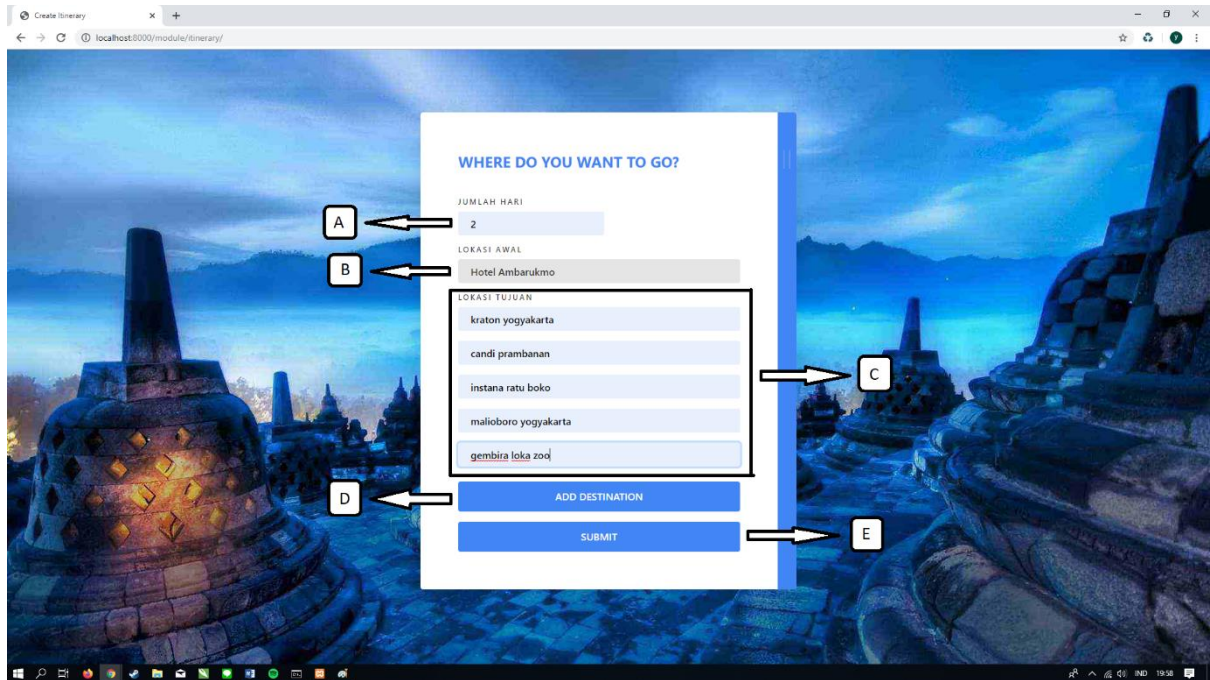 Create Itinerary
localhost:8000/module/itinerary/
WHERE DO YOU WANT TO GO?
JUMLAH HARI
A
2
LOKASI AWAL
B
Hotel Ambarukmo
LOKASI TUJUAN
kraton yogyakarta
candi prambanan
C
instana ratu boko
malioboro yogyakarta
gembira loka zoo
D
ADD DESTINATION
SUBMIT
E
IND
19:58